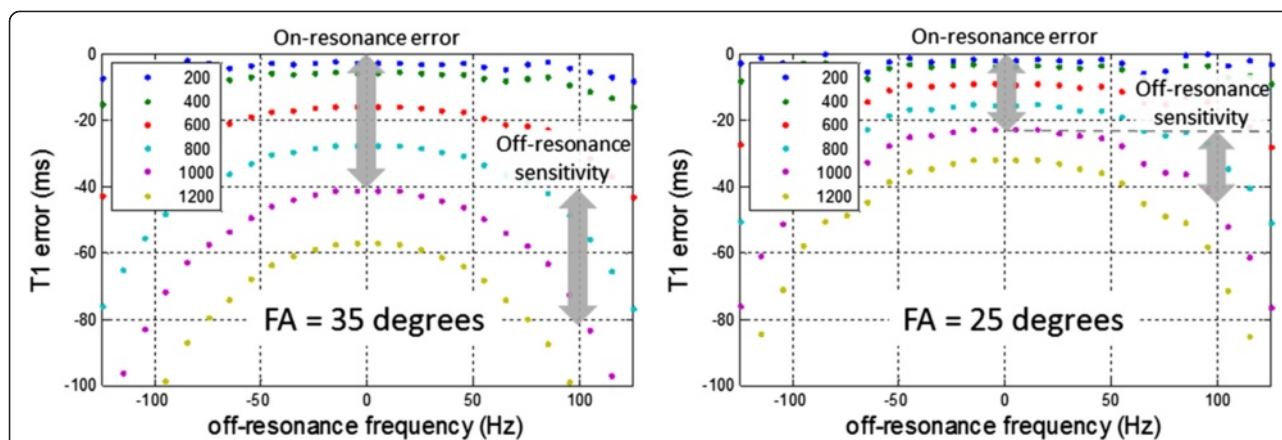 On-resonance error
0
-20
-40
-60
-80
-100
T1 error (ms)
200
400
600
800
1000
1200
Off-resonance
sensitivity
FA = 35 degrees
-100
-50
0
50
100
off-resonance frequency (Hz)
On-resonance error
0
-20
-40
-60
-80
-100
T1 error (ms)
200
400
600
800
1000
1200
Off-resonance
sensitivity
FA = 25 degrees
-100
-50
0
50
100
off-resonance frequency (Hz)